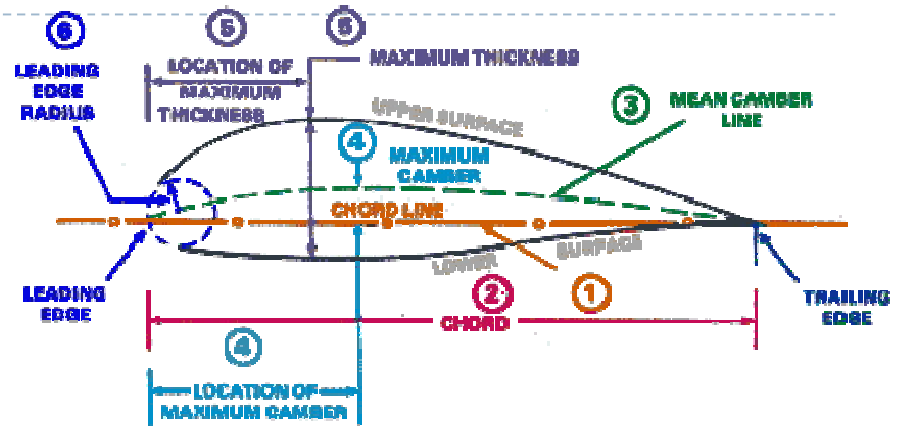 6
5
5
LEADING
EDGE
RADIUS
LOCATION OF
MAXIMUM
THICKNESS
MAXIMUM THICKNESS
UPPER SURFACE
3
MEAN CAMBER
LINE
4
MAXIMUM
CAMBER
CHORD LINE
LOWER SURFACE
LEADING
EDGE
2
CHORD
1
TRAILING
EDGE
4
LOCATION OF
MAXIMUM CAMBER